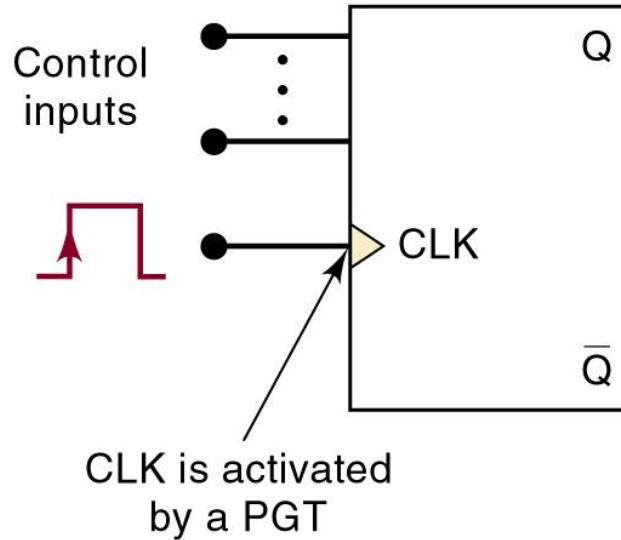 Control
inputs
Q
CLK
Q̅
CLK is activated
by a PGT